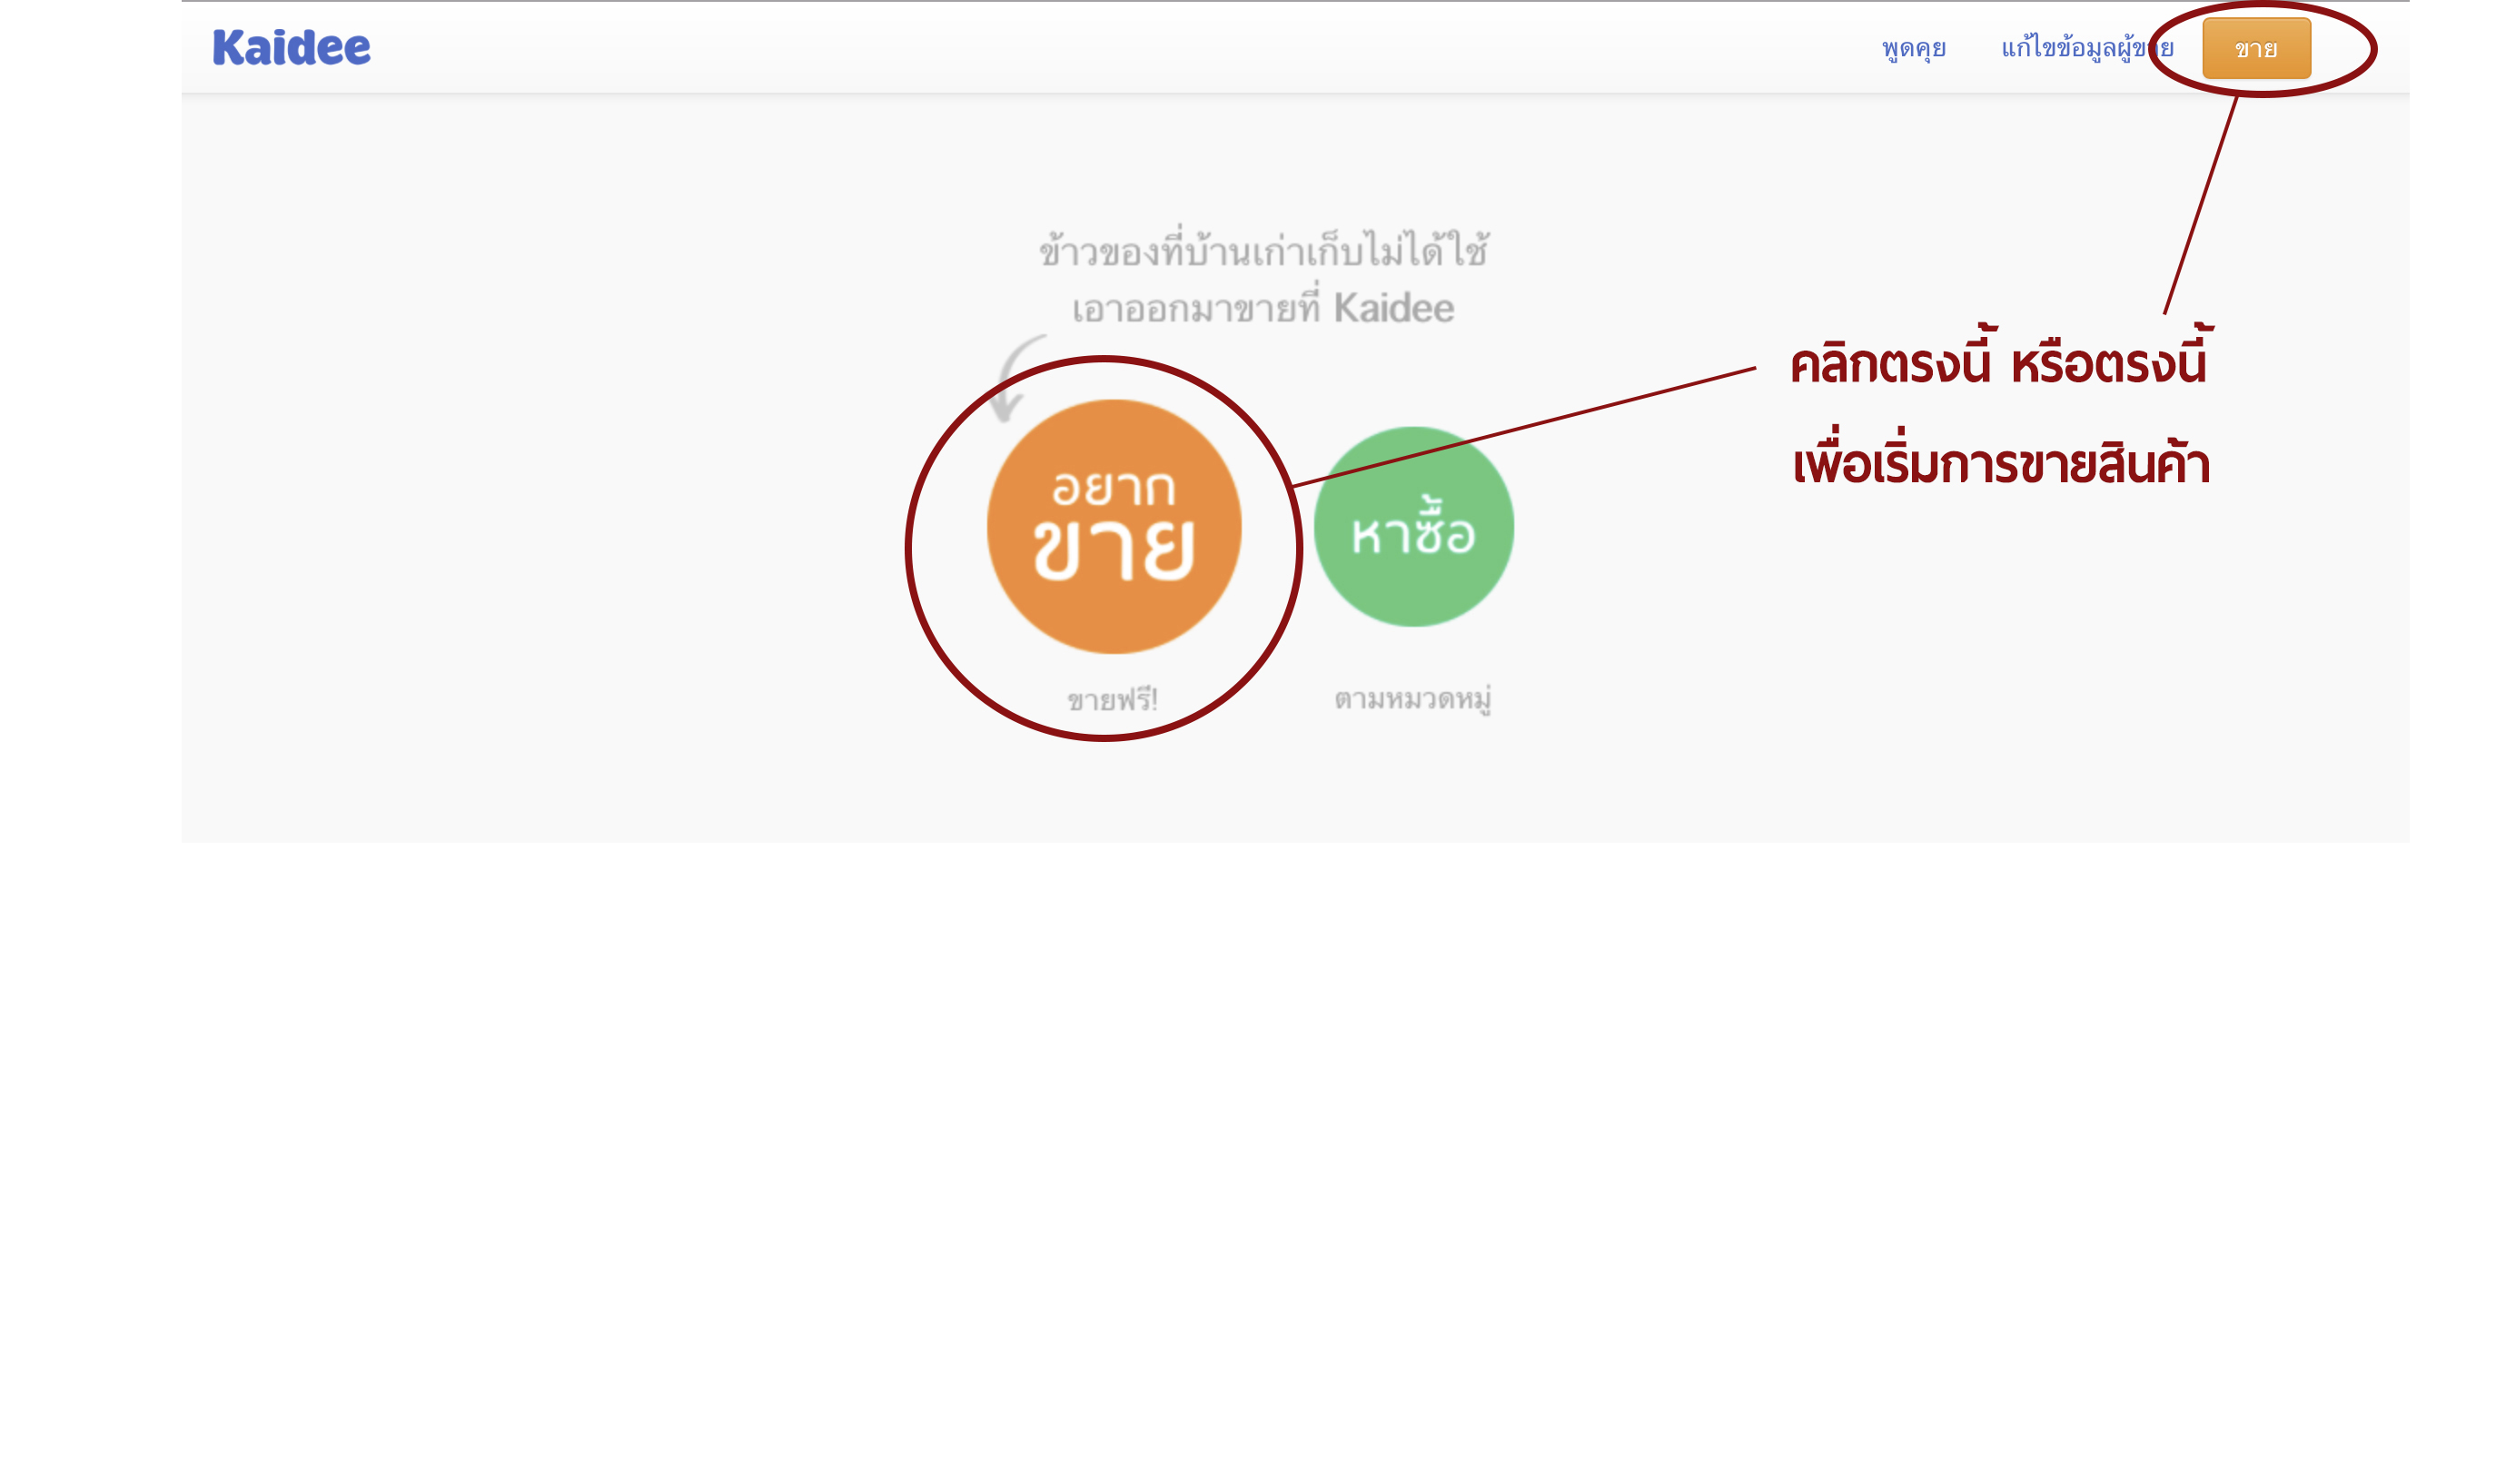 Kaidee
พูดคุย แก้ไขข้อมูลผู้ขาย ขาย
ข้าวของที่บ้านเก่าเก็บไม่ได้ใช้
เอาออกมาขายที่ Kaidee
คลิกตรงนี้ หรือตรงนี้
เพื่อเริ่มการขายสินค้า
อยาก
ขาย
หาซื้อ
ขายฟรี!
ตามหมวดหมู่